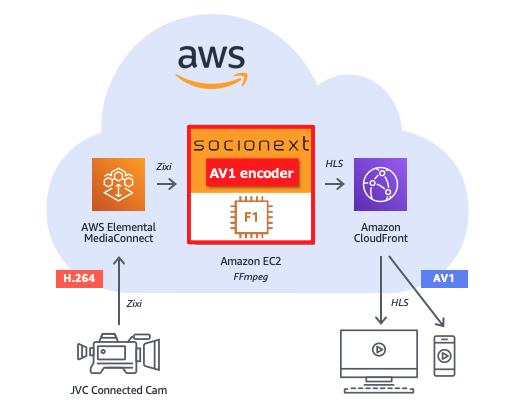 aws
socionext
AV1 encoder
Zixi
HLS
F1
AWS Elemental
MediaConnect
Amazon
CloudFront
Amazon EC2
FFmpeg
H.264
AV1
Zixi
HLS
JVC Connected Cam